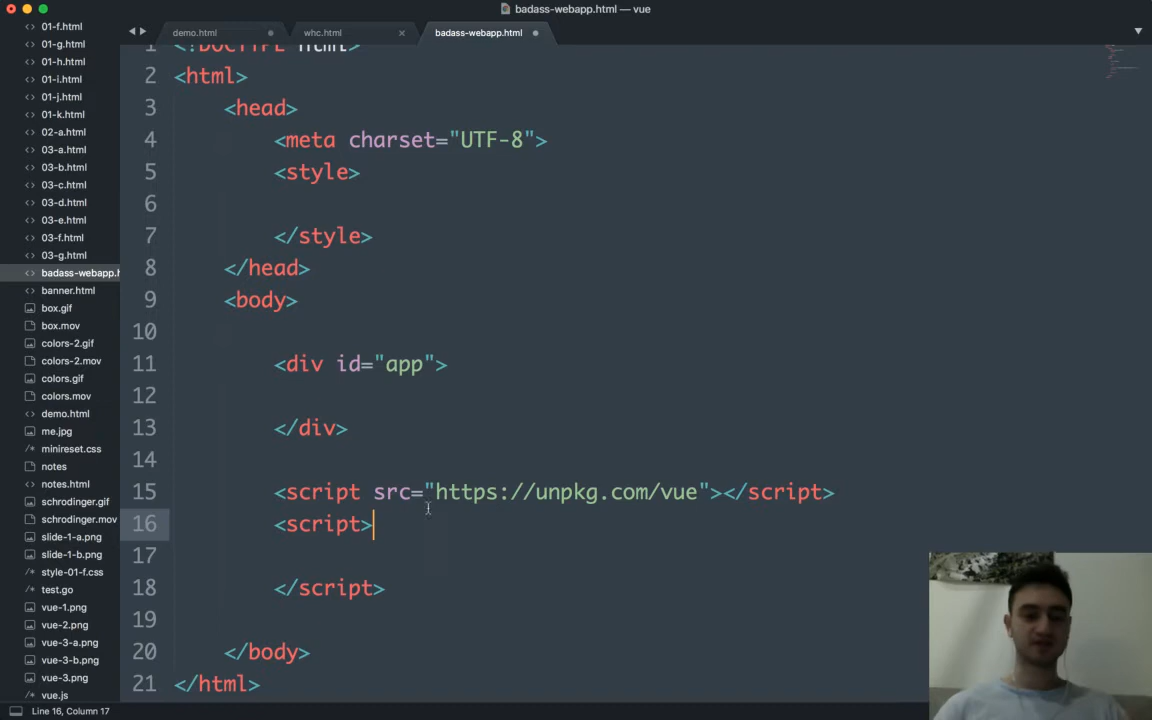 badass-webapp.html — vue
demo.html
whc.html
badass-webapp.html
01-f.html
01-g.html
01-h.html
01-i.html
01-j.html
01-k.html
02-a.html
03-a.html
03-b.html
03-c.html
03-d.html
03-e.html
03-f.html
03-g.html
badass-webapp.h
banner.html
box.gif
box.mov
colors-2.gif
colors-2.mov
colors.gif
colors.mov
demo.html
me.jpg
minireset.css
notes
notes.html
schrodinger.gif
schrodinger.mov
slide-1-a.png
slide-1-b.png
style-01-f.css
test.go
vue-1.png
vue-2.png
vue-3-a.png
vue-3-b.png
vue-3.png
vue.js
1 <!DOCTYPE html>
2 <html>
3 <head>
4 <meta charset="UTF-8">
5 <style>
6
7 </style>
8 </head>
9 <body>
10
11 <div id="app">
12
13 </div>
14
15 <script src="https://unpkg.com/vue"></script>
16 <script>
17
18 </script>
19
20 </body>
21 </html>
Line 16, Column 17